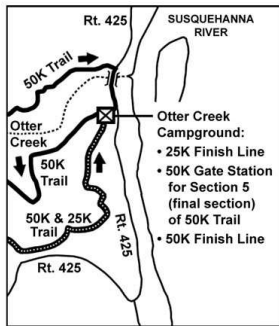 Rt. 425
SUSQUEHANNA
RIVER
50K Trail
Otter
Creek
50K
Trail
Otter Creek
Campground:
• 25K Finish Line
• 50K Gate Station
for Section 5
(final section)
of 50K Trail
• 50K Finish Line
50K & 25K
Trail
Rt. 425
Rt. 425